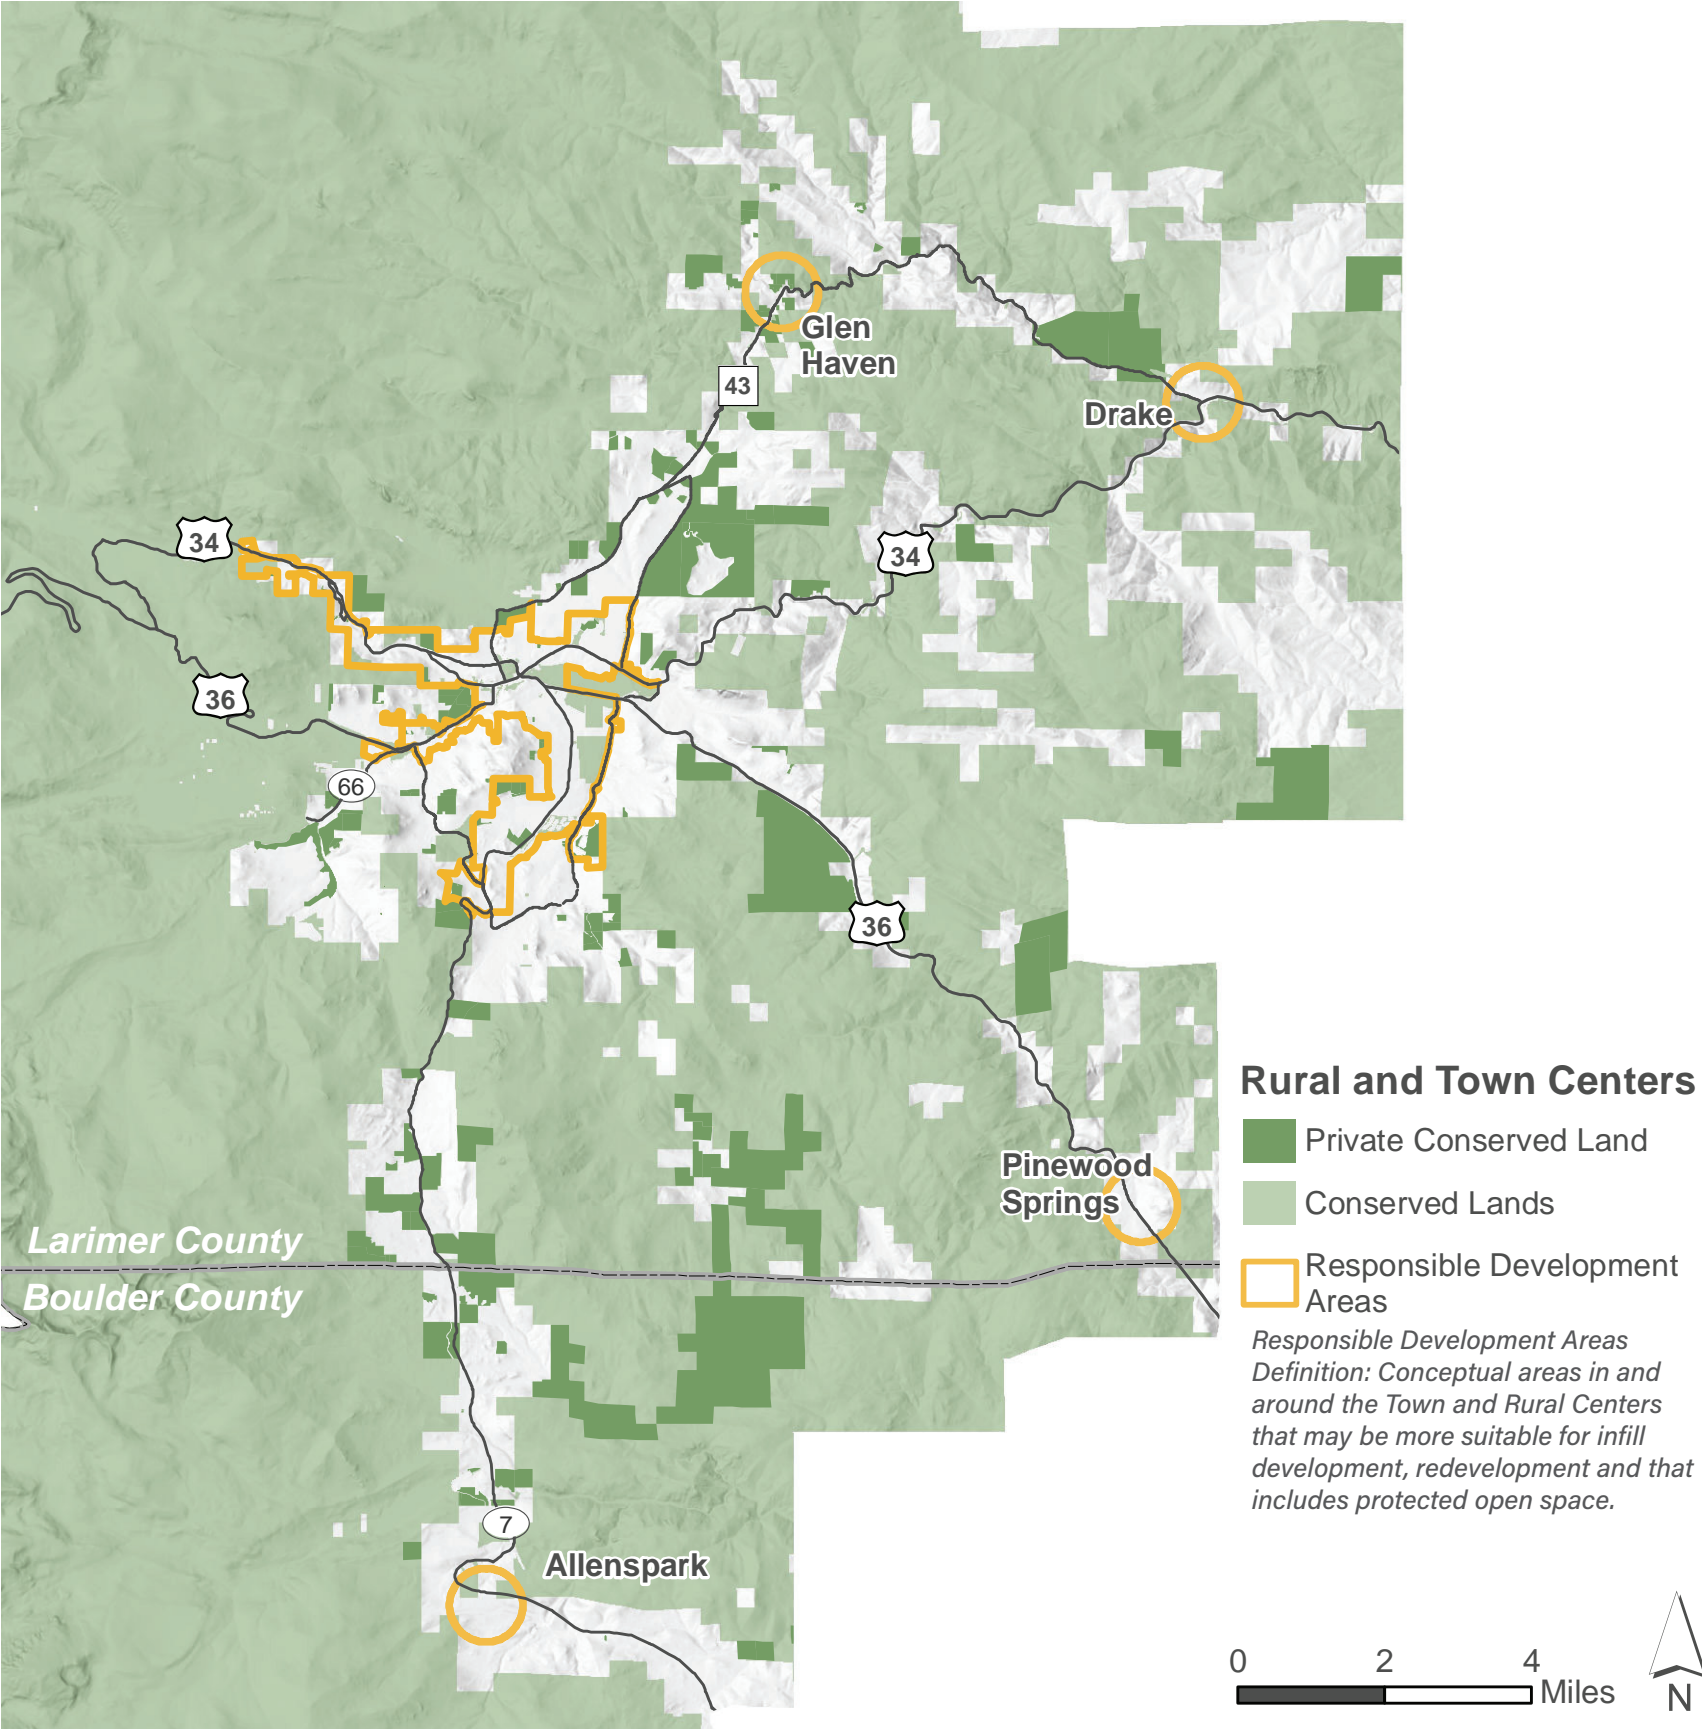 Glen
Haven
43
Drake
34
34
36
66
36
Pinewood
Springs
Larimer County
Boulder County
7
Allenspark
Rural and Town Centers
Private Conserved Land
Conserved Lands
Responsible Development
Areas
Responsible Development Areas
Definition: Conceptual areas in and
around the Town and Rural Centers
that may be more suitable for infill
development, redevelopment and that
includes protected open space.
0 2 4
Miles
N